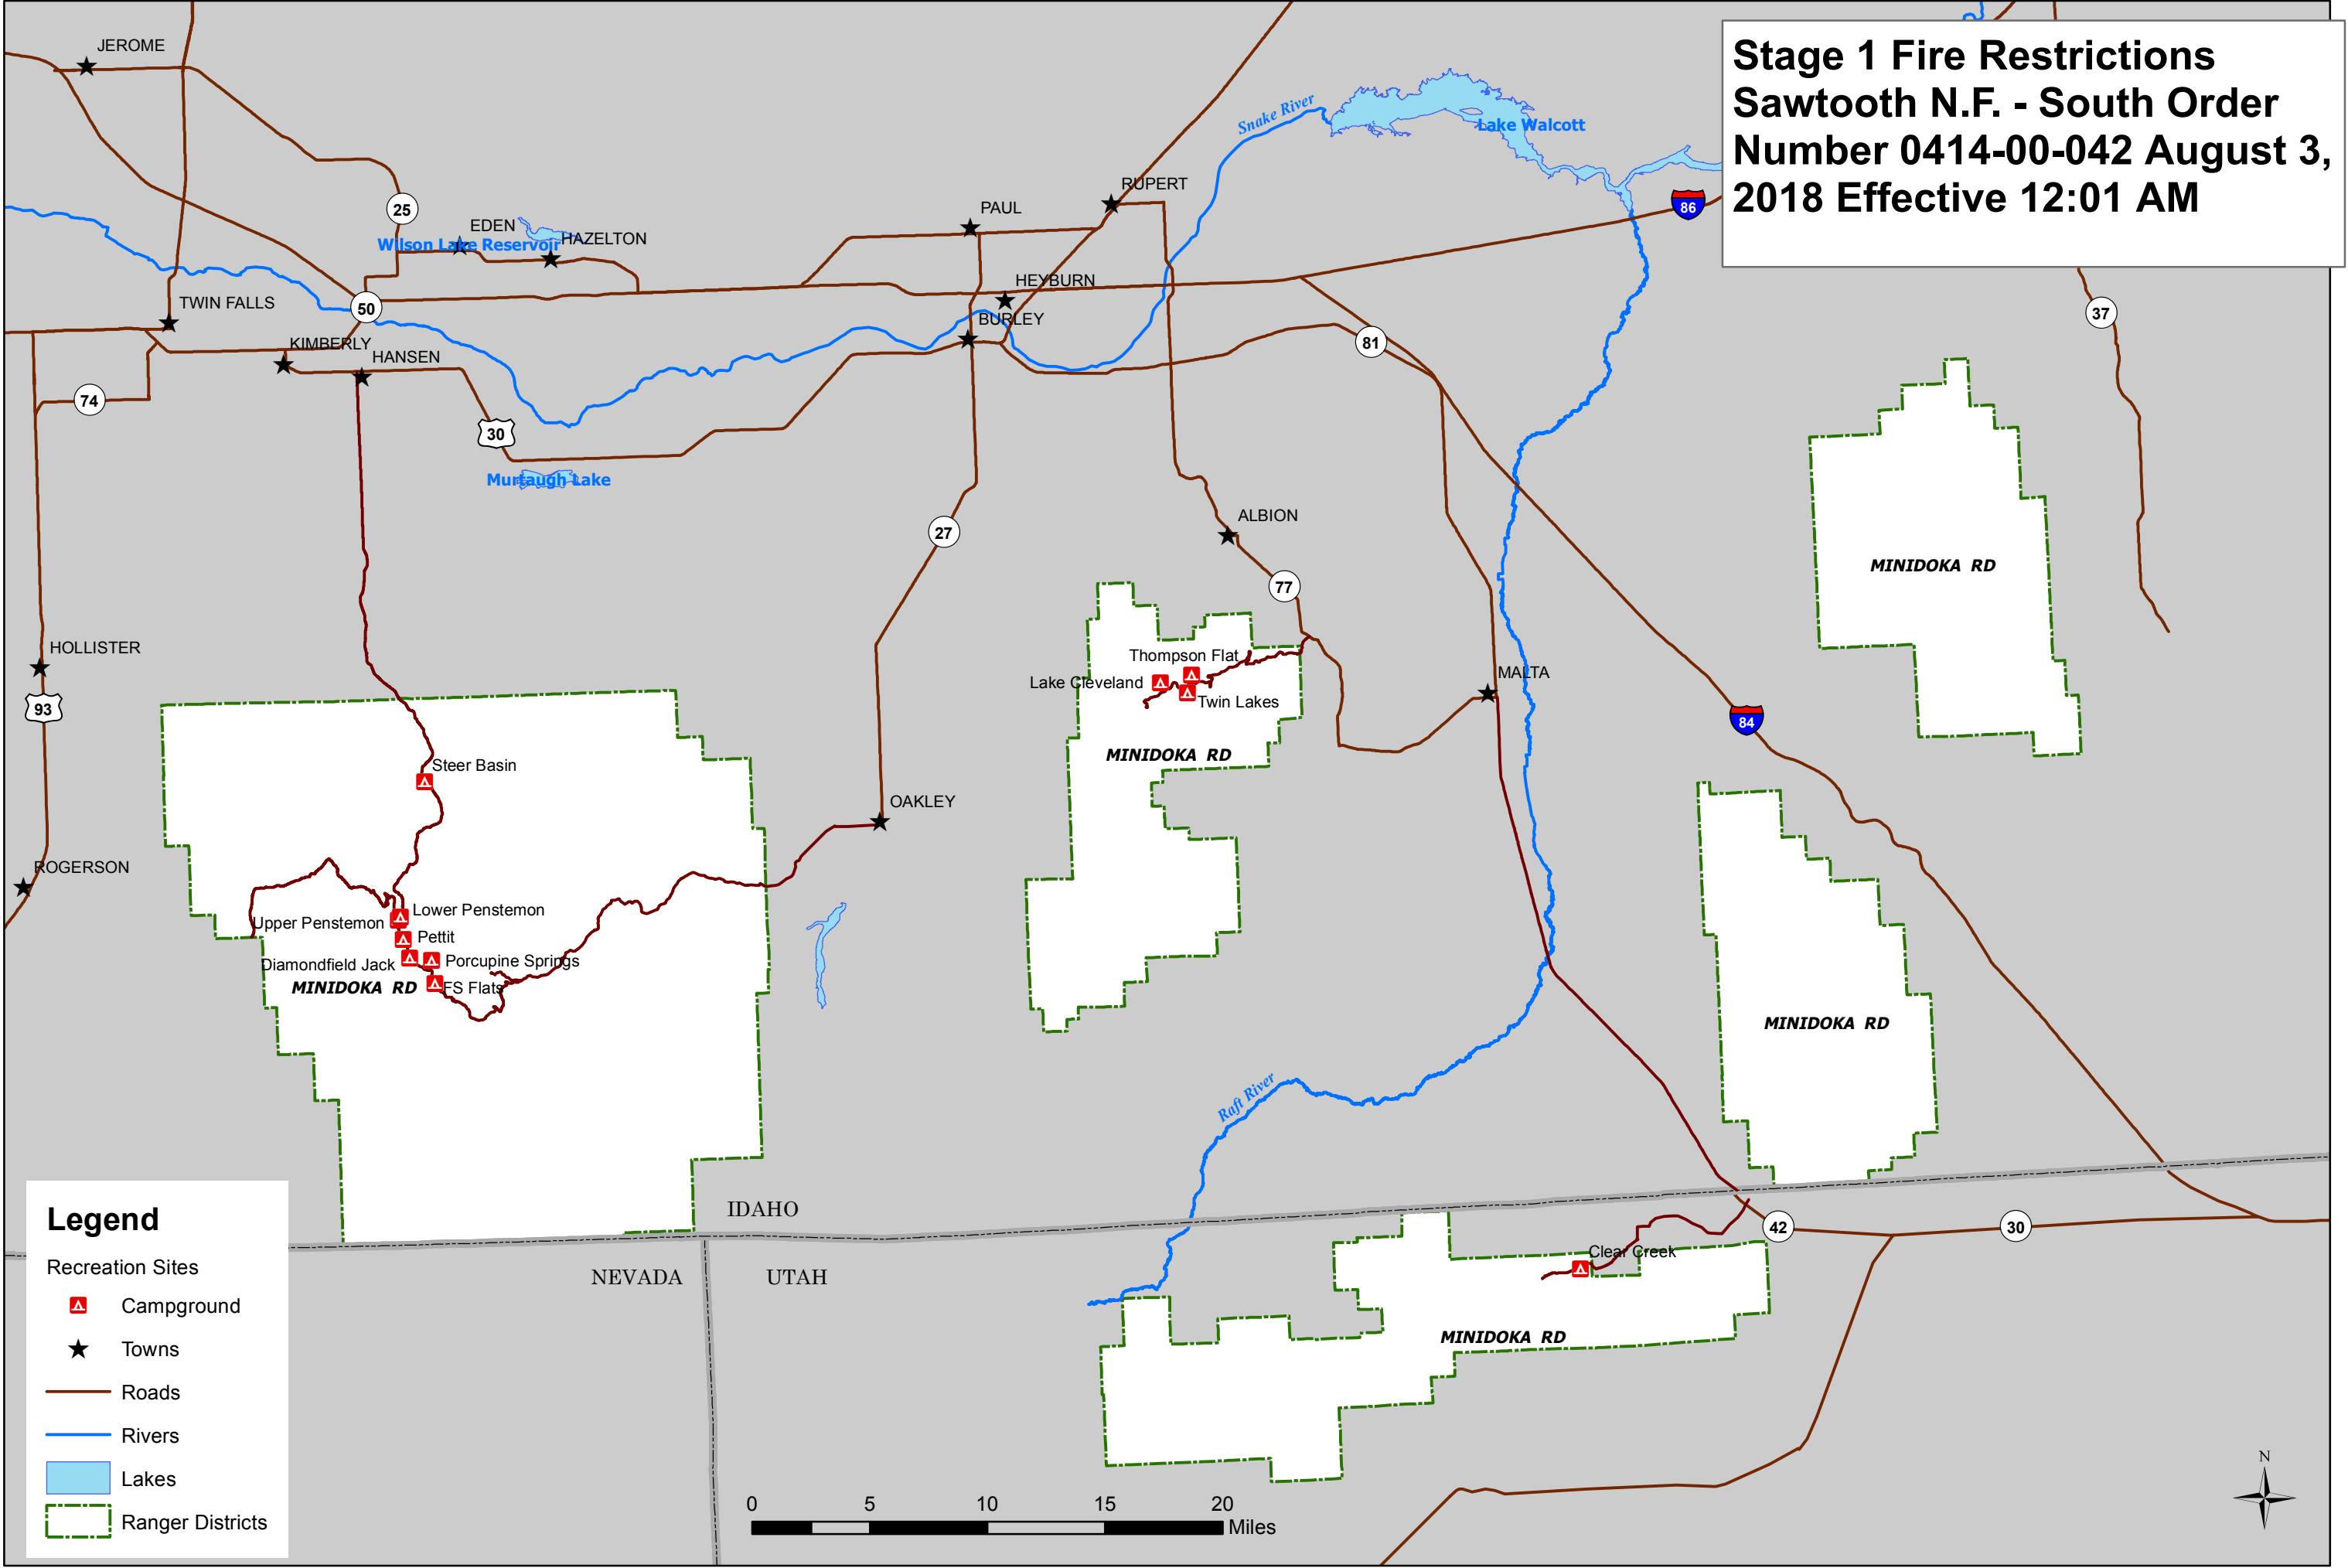 Stage 1 Fire Restrictions
Sawtooth N.F. - South Order
Number 0414-00-042 August 3,
2018 Effective 12:01 AM
JEROME
Snake River
Lake Walcott
RUPERT
25
PAUL
86
EDEN
Wilson Lake Reservoir
HAZELTON
HEYBURN
TWIN FALLS
50
37
BURLEY
KIMBERLY
81
HANSEN
74
30
Murtaugh Lake
27
ALBION
MINIDOKA RD
77
HOLLISTER
Thompson Flat
Lake Cleveland
MALTA
Twin Lakes
93
84
MINIDOKA RD
Steer Basin
OAKLEY
ROGERSON
Lower Penstemon
Upper Penstemon
Pettit
Diamondfield Jack
Porcupine Springs
MINIDOKA RD
FS Flats
MINIDOKA RD
Raft River
IDAHO
42
30
Clear Creek
NEVADA
UTAH
MINIDOKA RD
Legend
Recreation Sites
Campground
Towns
Roads
Rivers
Lakes
Ranger Districts
0 5 10 15 20
Miles
N